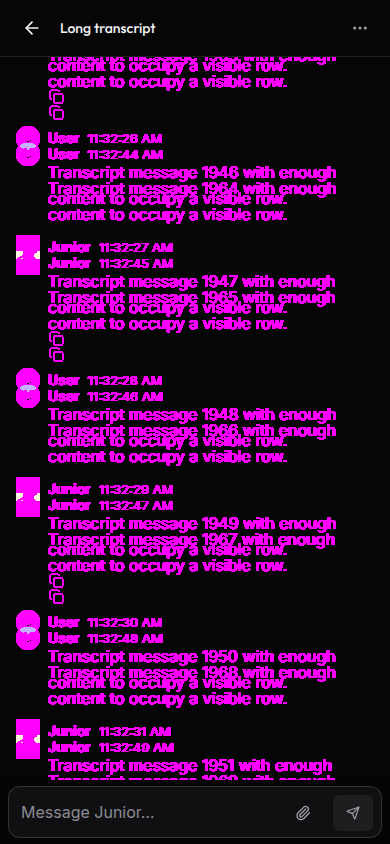 Long transcript
content to occupy a visible row.
content to occupy a visible row.
User 11:32:26 AM
User 11:32:44 AM
Transcript message 1946 with enough
Transcript message 1964 with enough
content to occupy a visible row.
content to occupy a visible row.
Junior 11:32:27 AM
Junior 11:32:45 AM
Transcript message 1947 with enough
Transcript message 1965 with enough
content to occupy a visible row.
content to occupy a visible row.
User 11:32:28 AM
User 11:32:46 AM
Transcript message 1948 with enough
Transcript message 1966 with enough
content to occupy a visible row.
content to occupy a visible row.
Junior 11:32:29 AM
Junior 11:32:47 AM
Transcript message 1949 with enough
Transcript message 1967 with enough
content to occupy a visible row.
content to occupy a visible row.
User 11:32:30 AM
User 11:32:48 AM
Transcript message 1950 with enough
Transcript message 1968 with enough
content to occupy a visible row.
content to occupy a visible row.
Junior 11:32:31 AM
Junior 11:32:49 AM
Transcript message 1951 with enough
Message Junior...